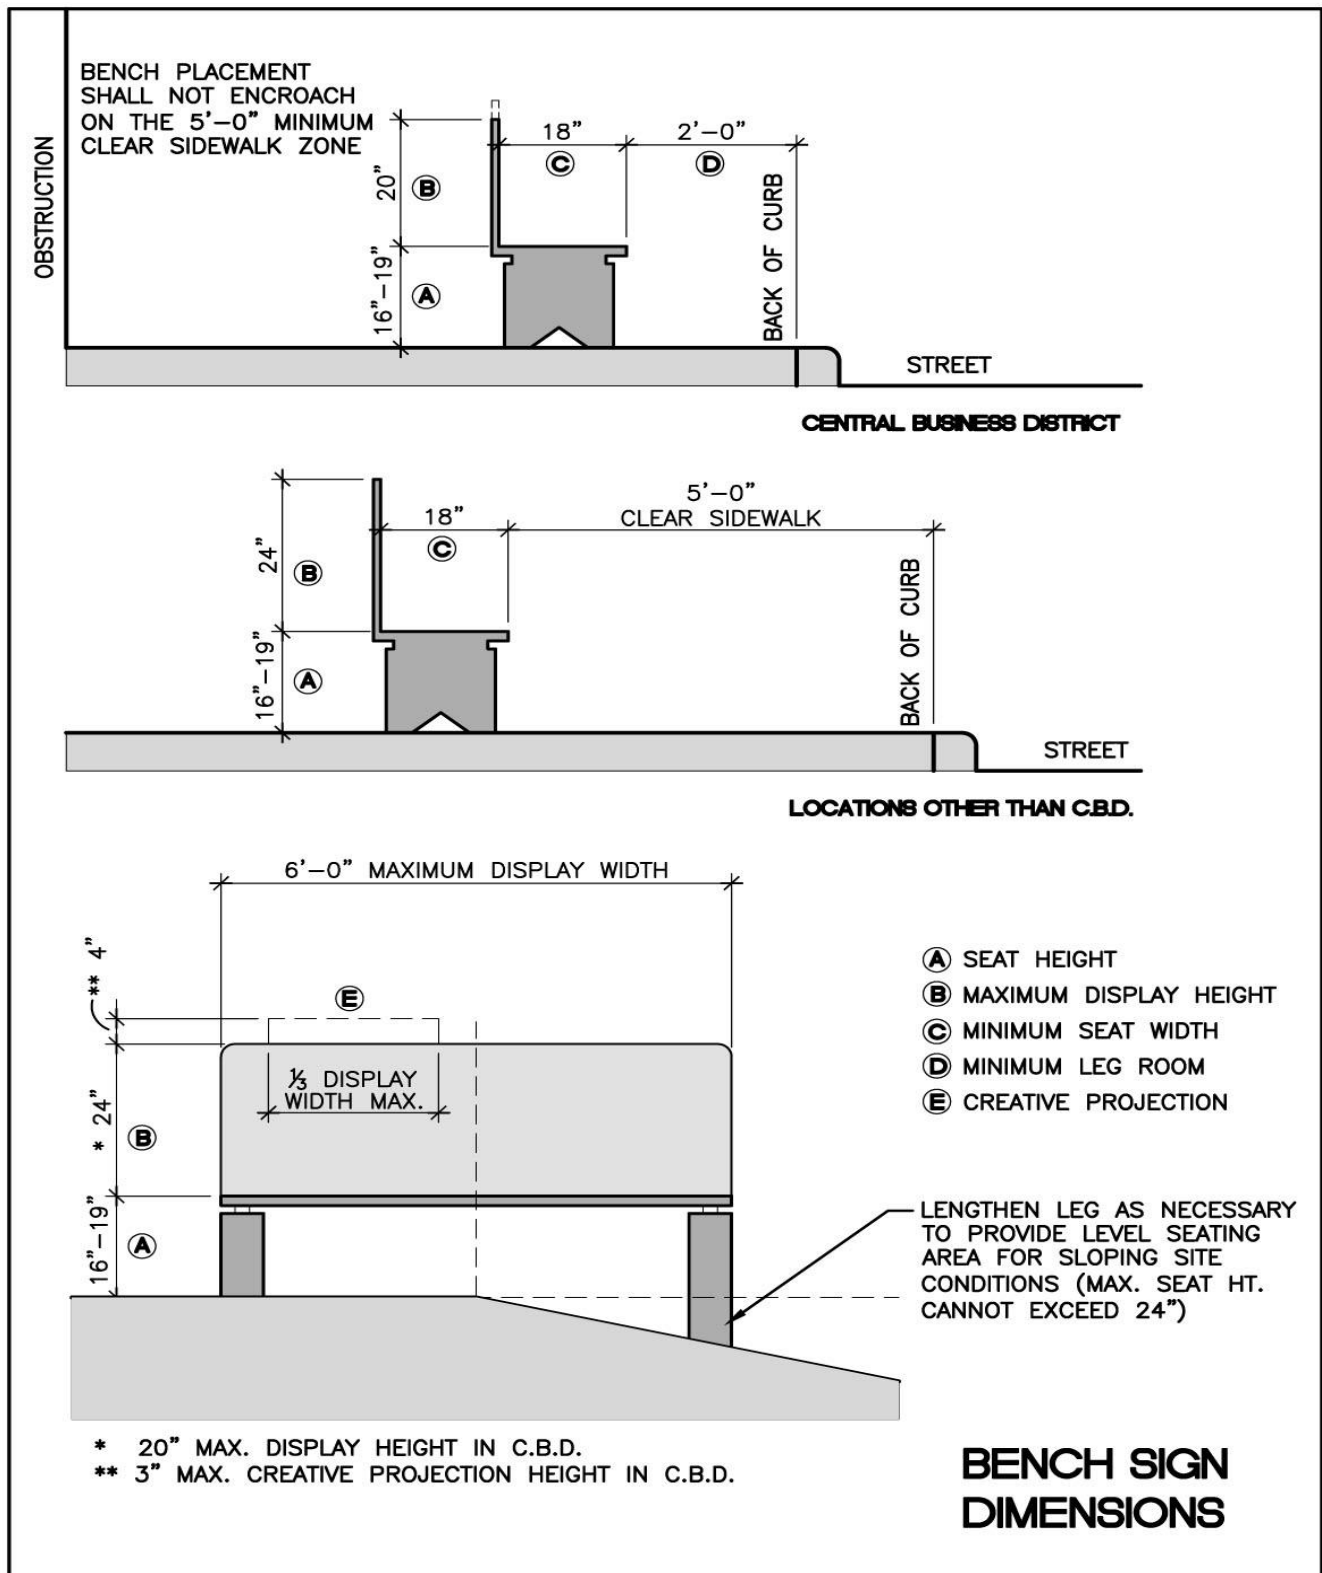 BENCH PLACEMENT
SHALL NOT ENCROACH
ON THE 5'-0" MINIMUM
CLEAR SIDEWALK ZONE
OBSTRUCTION
20"
B
16"-19"
A
18"
C
2'-0"
D
BACK OF CURB
STREET
CENTRAL BUSINESS DISTRICT
24"
B
16"-19"
A
18"
C
5'-0"
CLEAR SIDEWALK
BACK OF CURB
STREET
LOCATIONS OTHER THAN C.B.D.
6'-0" MAXIMUM DISPLAY WIDTH
** 4"
E
⅓ DISPLAY
WIDTH MAX.
* 24"
B
16"-19"
A
A SEAT HEIGHT
B MAXIMUM DISPLAY HEIGHT
C MINIMUM SEAT WIDTH
D MINIMUM LEG ROOM
E CREATIVE PROJECTION
LENGTHEN LEG AS NECESSARY
TO PROVIDE LEVEL SEATING
AREA FOR SLOPING SITE
CONDITIONS (MAX. SEAT HT.
CANNOT EXCEED 24")
* 20" MAX. DISPLAY HEIGHT IN C.B.D.
** 3" MAX. CREATIVE PROJECTION HEIGHT IN C.B.D.
BENCH SIGN
DIMENSIONS